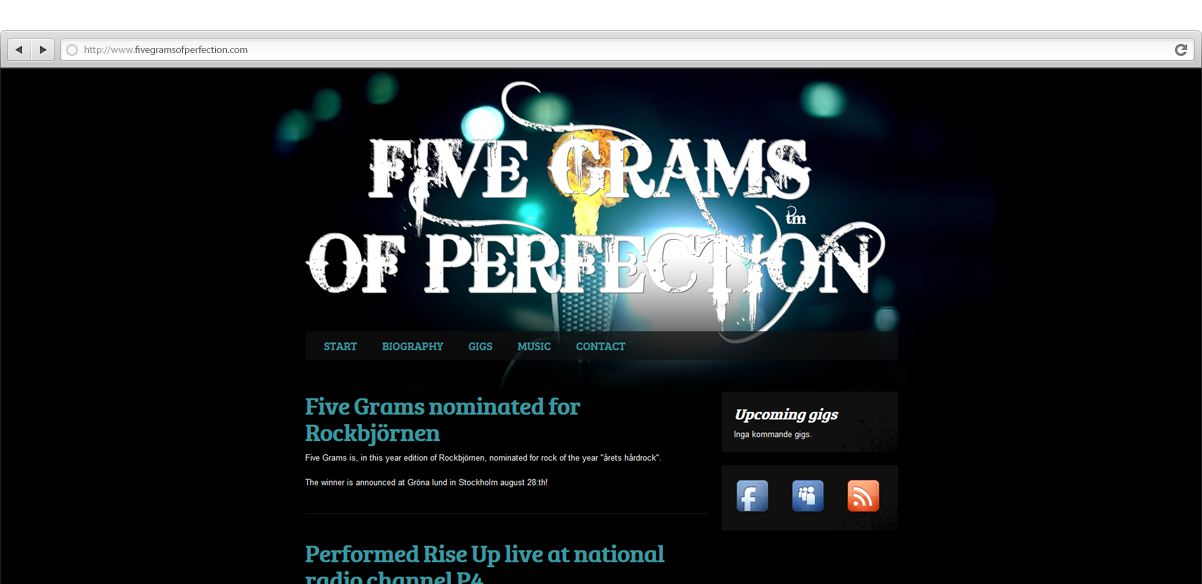 http://www.fivegramsofperfection.com
FIVE GRAMS
tm
OF PERFECTION
START BIOGRAPHY GIGS MUSIC CONTACT
Five Grams nominated for
Rockbjörnen
Five Grams is, in this year edition of Rockbjörnen, nominated for rock of the year "årets hårdrock".
The winner is announced at Gröna lund in Stockholm august 28:th!
Performed Rise Up live at national
radio channel P4
Upcoming gigs
Inga kommande gigs.